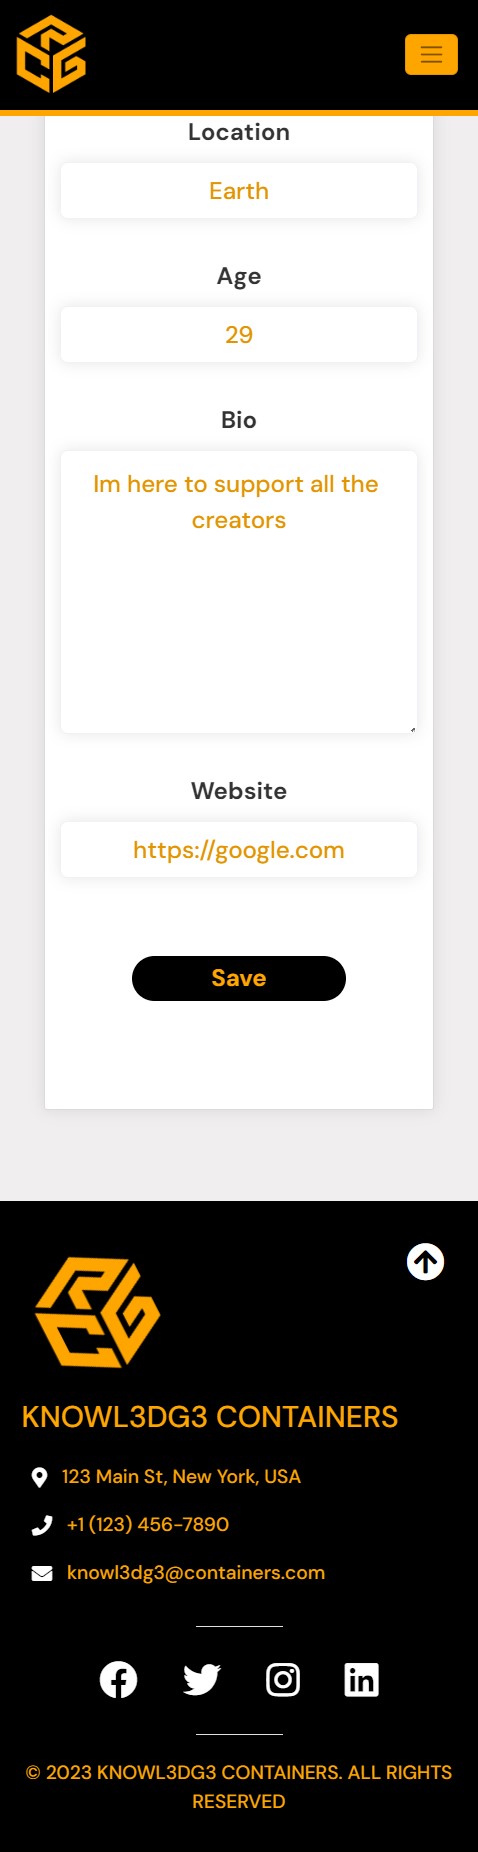 Location
Earth
Age
29
Bio
Im here to support all the
creators
Website
https://google.com
Save
KNOWL3DG3 CONTAINERS
123 Main St, New York, USA
+1 (123) 456-7890
knowl3dg3@containers.com
© 2023 KNOWL3DG3 CONTAINERS. ALL RIGHTS
RESERVED